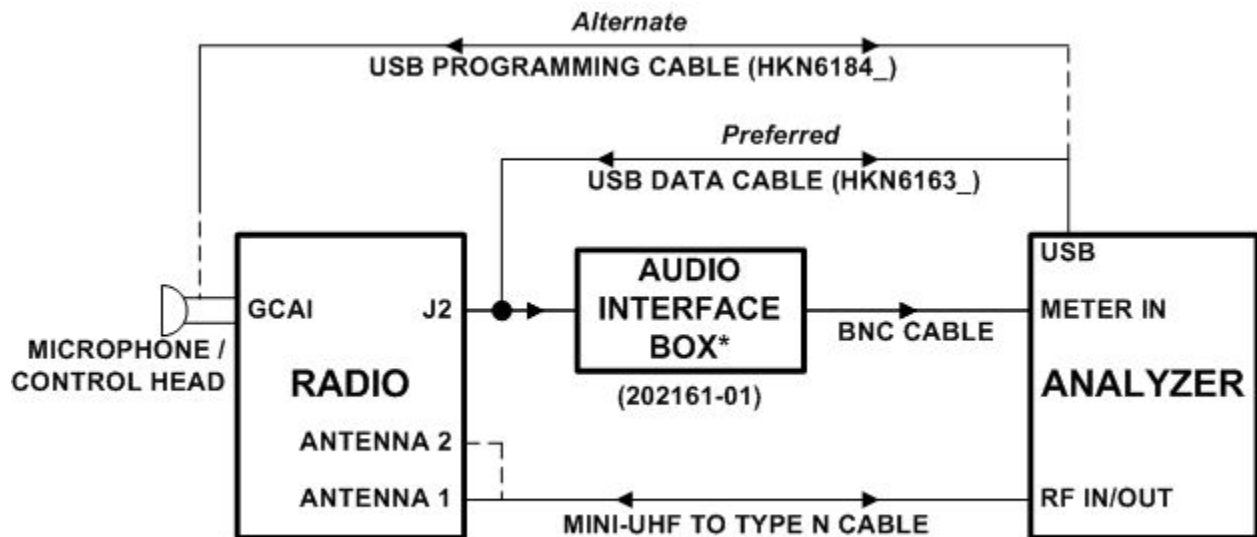 Alternate
USB PROGRAMMING CABLE (HKN6184_)
Preferred
USB DATA CABLE (HKN6163_)
GCAI
J2
MICROPHONE /
CONTROL HEAD
RADIO
ANTENNA 2
ANTENNA 1
AUDIO
INTERFACE
BOX*
(202161-01)
BNC CABLE
MINI-UHF TO TYPE N CABLE
USB
METER IN
ANALYZER
RF IN/OUT